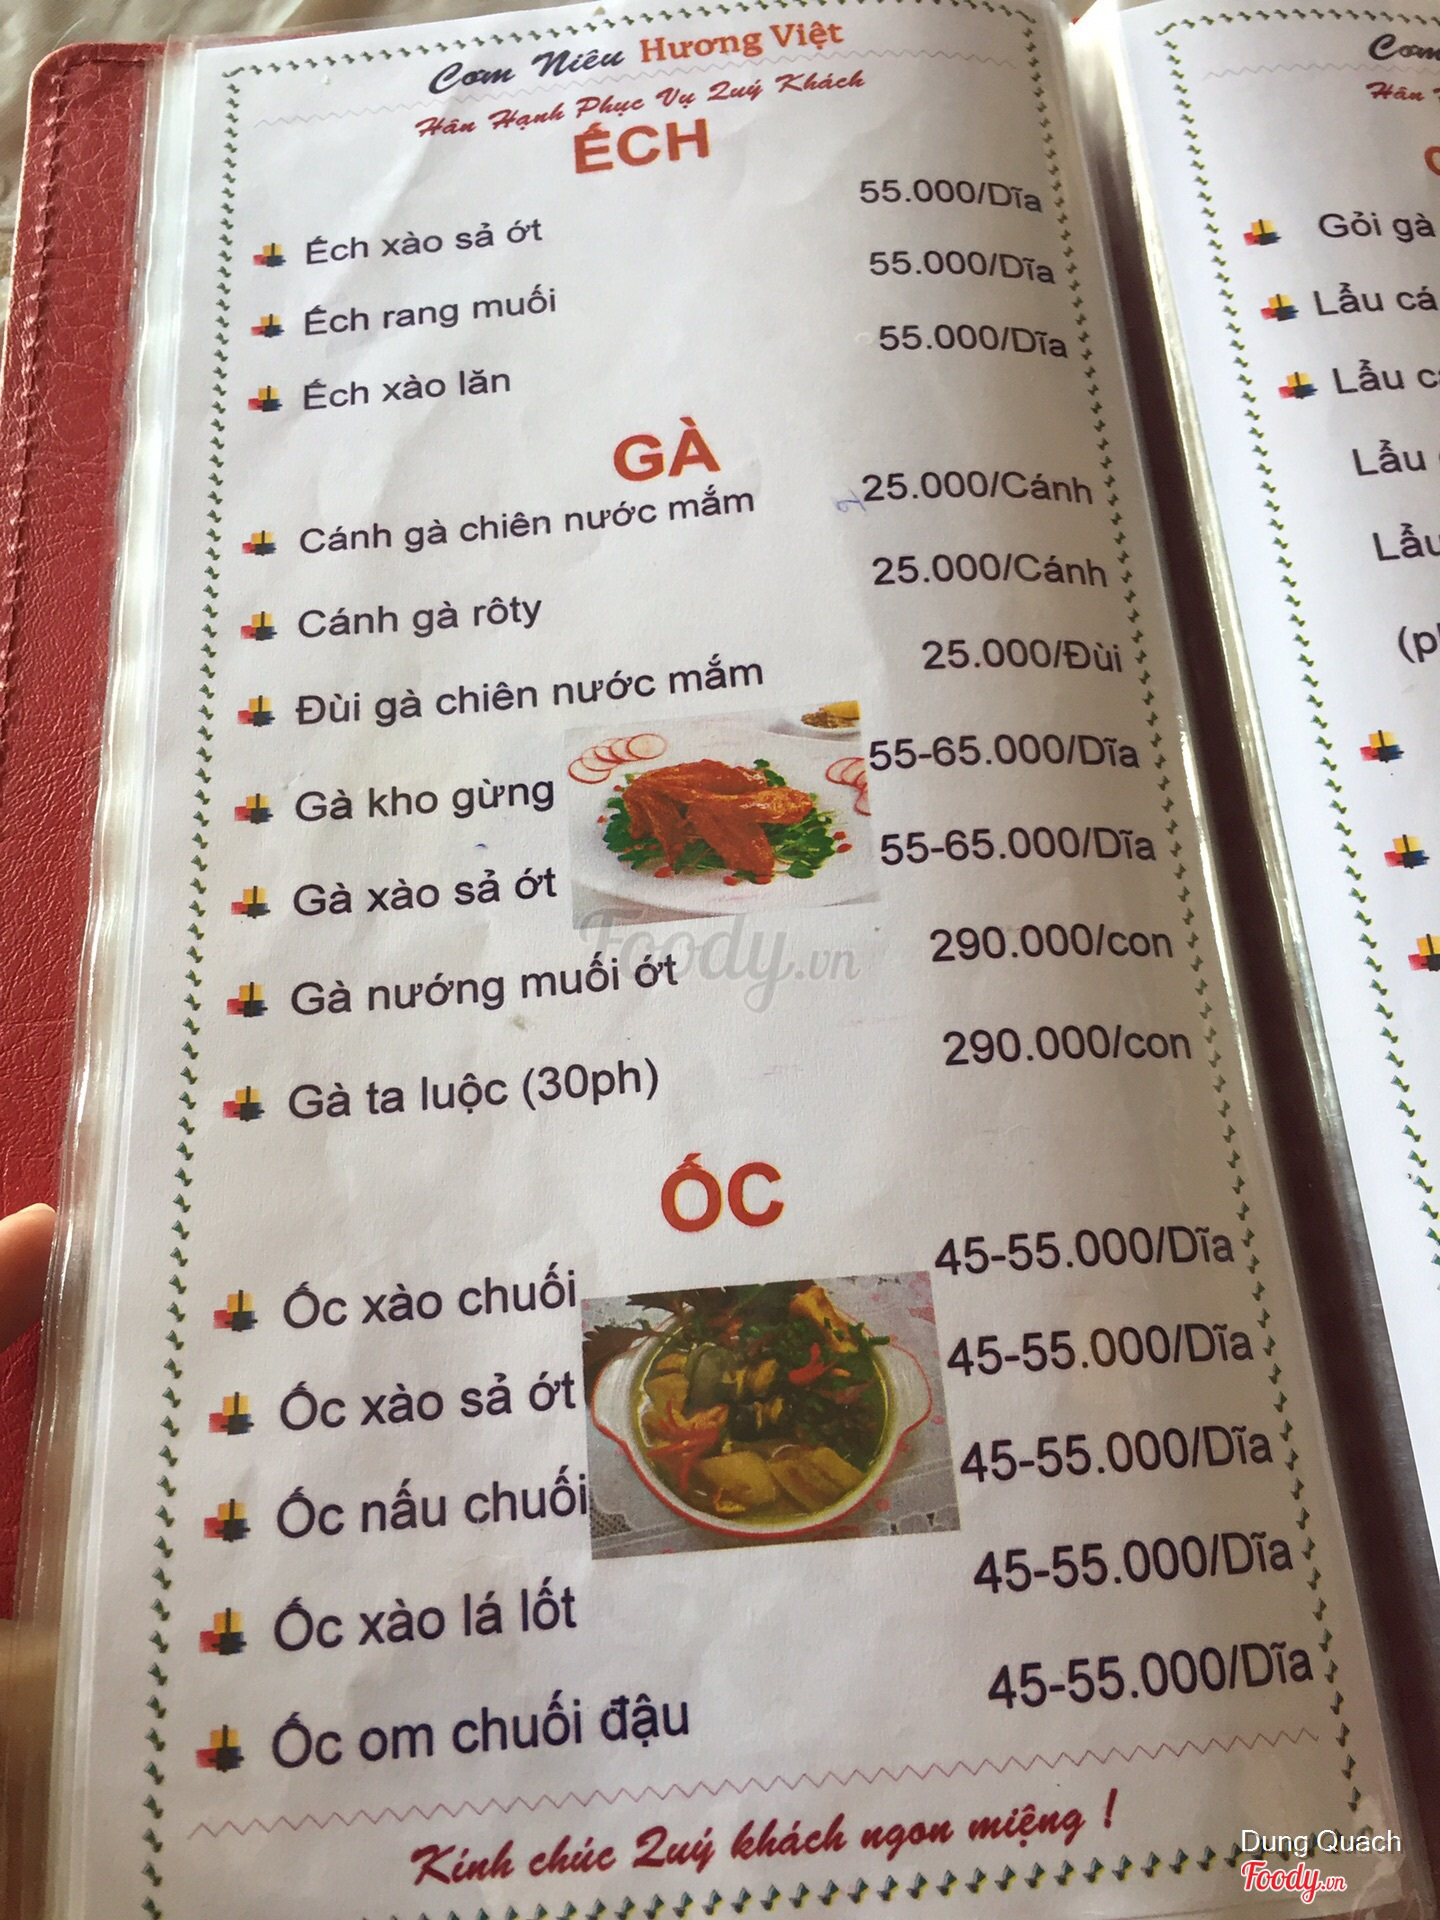 Cơm Niêu Hương Việt
Hân Hạnh Phục Vụ Quý Khách
ẾCH
Ếch xào sả ớt 55.000/Dĩa
Ếch rang muối 55.000/Dĩa
Ếch xào lăn 55.000/Dĩa
GÀ
Cánh gà chiên nước mắm 25.000/Cánh
Cánh gà rôty 25.000/Cánh
Đùi gà chiên nước mắm 25.000/Đùi
Gà kho gừng 55-65.000/Dĩa
Gà xào sả ớt 55-65.000/Dĩa
Gà nướng muối ớt 290.000/con
Gà ta luộc (30ph) 290.000/con
ỐC
Ốc xào chuối 45-55.000/Dĩa
Ốc xào sả ớt 45-55.000/Dĩa
Ốc nấu chuối 45-55.000/Dĩa
Ốc xào lá lốt 45-55.000/Dĩa
Ốc om chuối đậu 45-55.000/Dĩa
Kính chúc Quý khách ngon miệng !
Cơm
Hân
Gỏi gà
Lẩu cá
Lẩu
Lẩu
Lẩu
Foody.vn
Dung Quach
Foody.vn